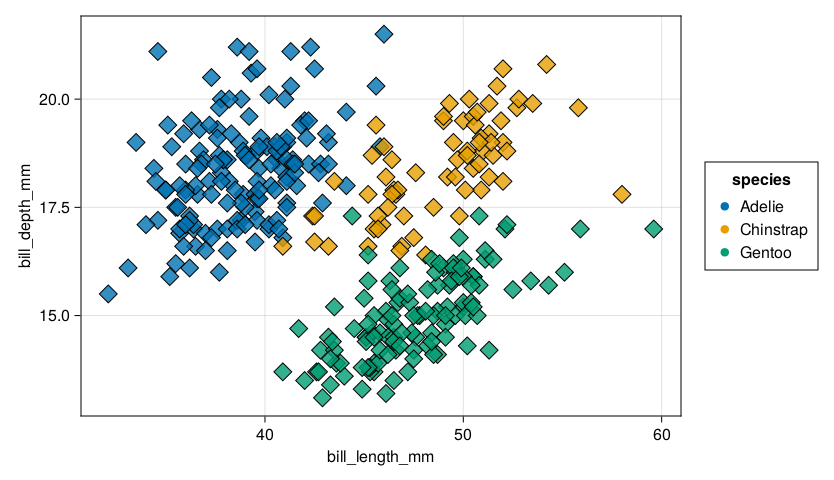 20.0
17.5
15.0
bill_depth_mm
40
50
60
bill_length_mm
species
Adelie
Chinstrap
Gentoo